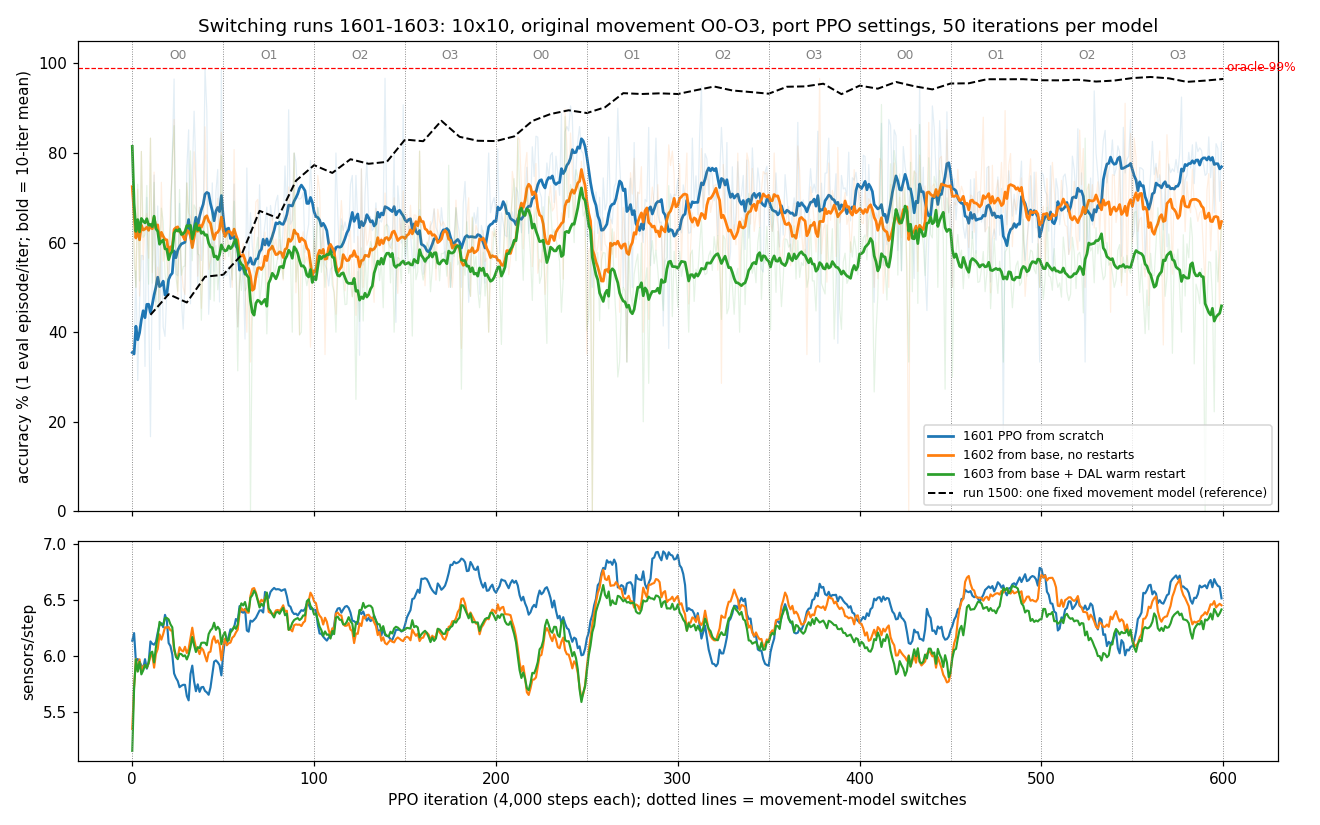 Switching runs 1601-1603: 10x10, original movement O0-O3, port PPO settings, 50 iterations per model
O0 O1 O2 O3 O0 O1 O2 O3 O0 O1 O2 O3
oracle 99%
100
80
60
40
20
0
accuracy % (1 eval episode/iter; bold = 10-iter mean)
1601 PPO from scratch
1602 from base, no restarts
1603 from base + DAL warm restart
run 1500: one fixed movement model (reference)
7.0
6.5
6.0
5.5
sensors/step
0 100 200 300 400 500 600
PPO iteration (4,000 steps each); dotted lines = movement-model switches